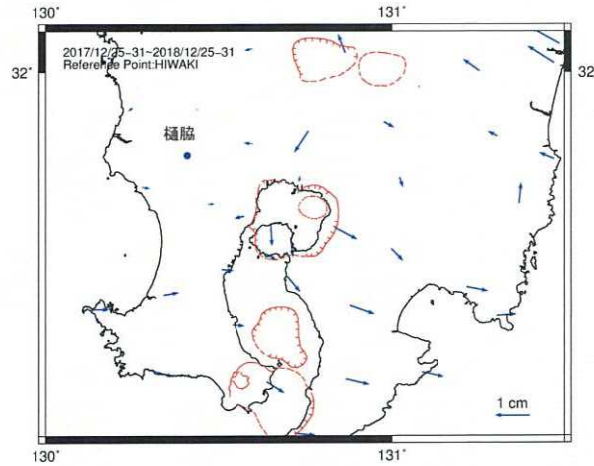 130˚
131˚
2017/12/25-31~2018/12/25-31
Reference Point:HIWAKI
32˚
32
樋脇
1 cm
130˚
131˚